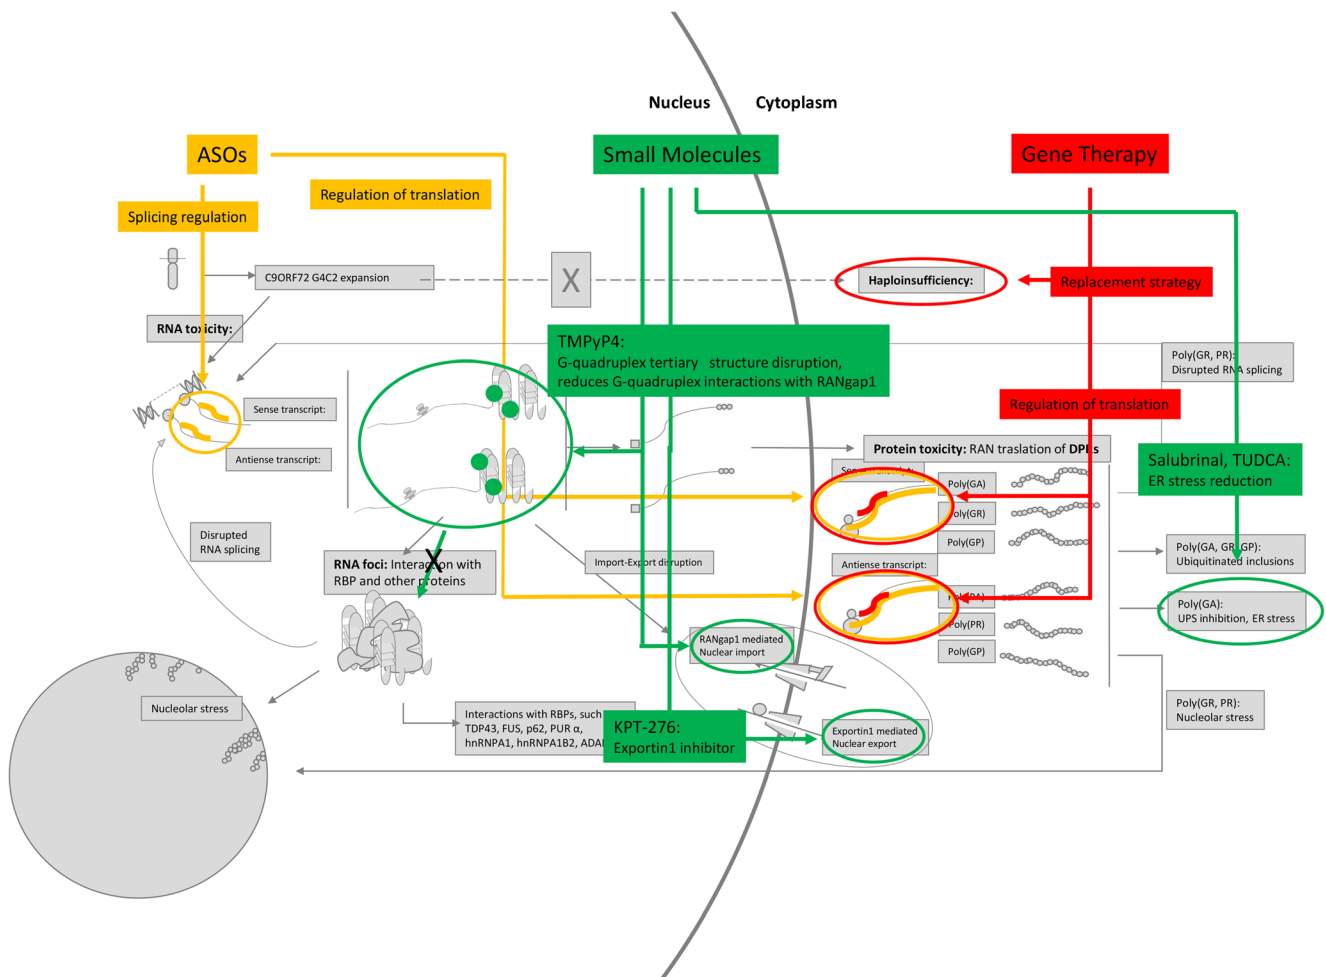 Nucleus
Cytoplasm
ASOs
Small Molecules
Gene Therapy
Regulation of translation
Splicing regulation
C9ORF72 G4C2 expansion
X
Haploinsufficiency:
Replacement strategy
RNA toxicity:
TMPyP4:
G-quadruplex tertiary structure disruption,
reduces G-quadruplex interactions with RANgap1
Poly(GR, PR):
Disrupted RNA splicing
Sense transcript:
Regulation of translation
Antiense transcript:
Protein toxicity: RAN traslation of DPRs
Salubrinal, TUDCA:
ER stress reduction
Poly(GA)
Poly(GR)
Poly(GP)
Disrupted
RNA splicing
RNA foci: Interaction with
RBP and other proteins
X
Import-Export disruption
Poly(GA, GR, GP):
Ubiquitinated inclusions
Antiense transcript:
Poly(PA)
Poly(PR)
Poly(GP)
Poly(GA):
UPS inhibition, ER stress
RANgap1 mediated
Nuclear import
Nucleolar stress
Poly(GR, PR):
Nucleolar stress
Interactions with RBPs, such
TDP43, FUS, p62, PUR α,
hnRNPA1, hnRNPA1B2,
KPT-276:
Exportin1 inhibitor
Exportin1 mediated
Nuclear export